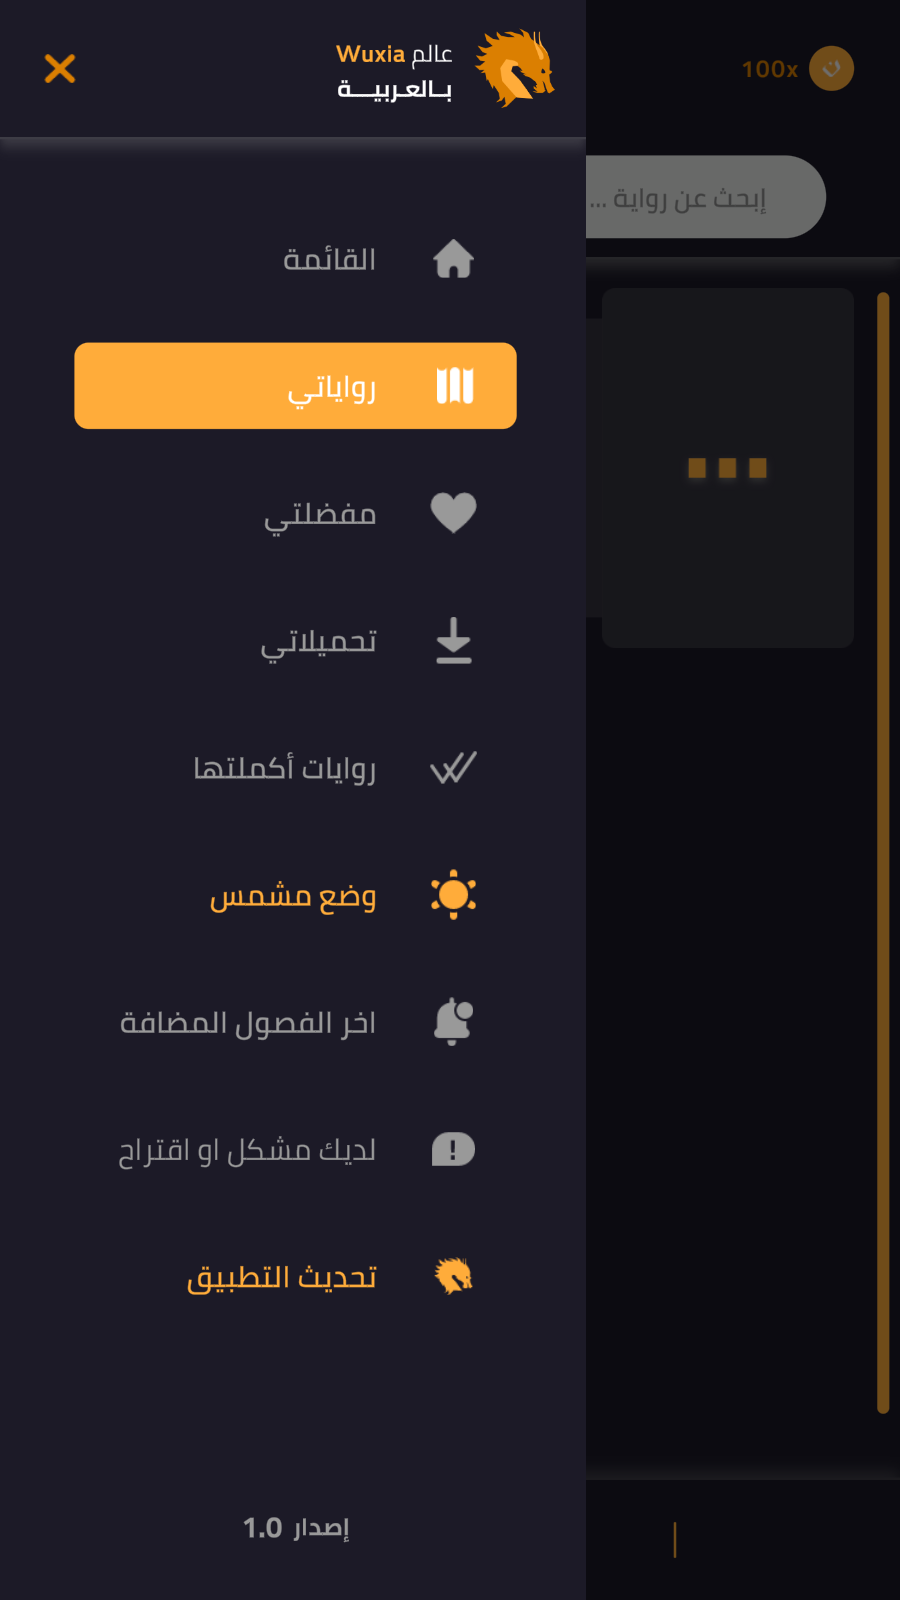 عالم Wuxia
بــالعـربيــــة
100x
إبحث عن رواية ...
القائمة
رواياتي
مفضلتي
تحميلاتي
روايات أكملتها
وضع مشمس
اخر الفصول المضافة
لديك مشكل او اقتراح
تحديث التطبيق
إصدار 1.0